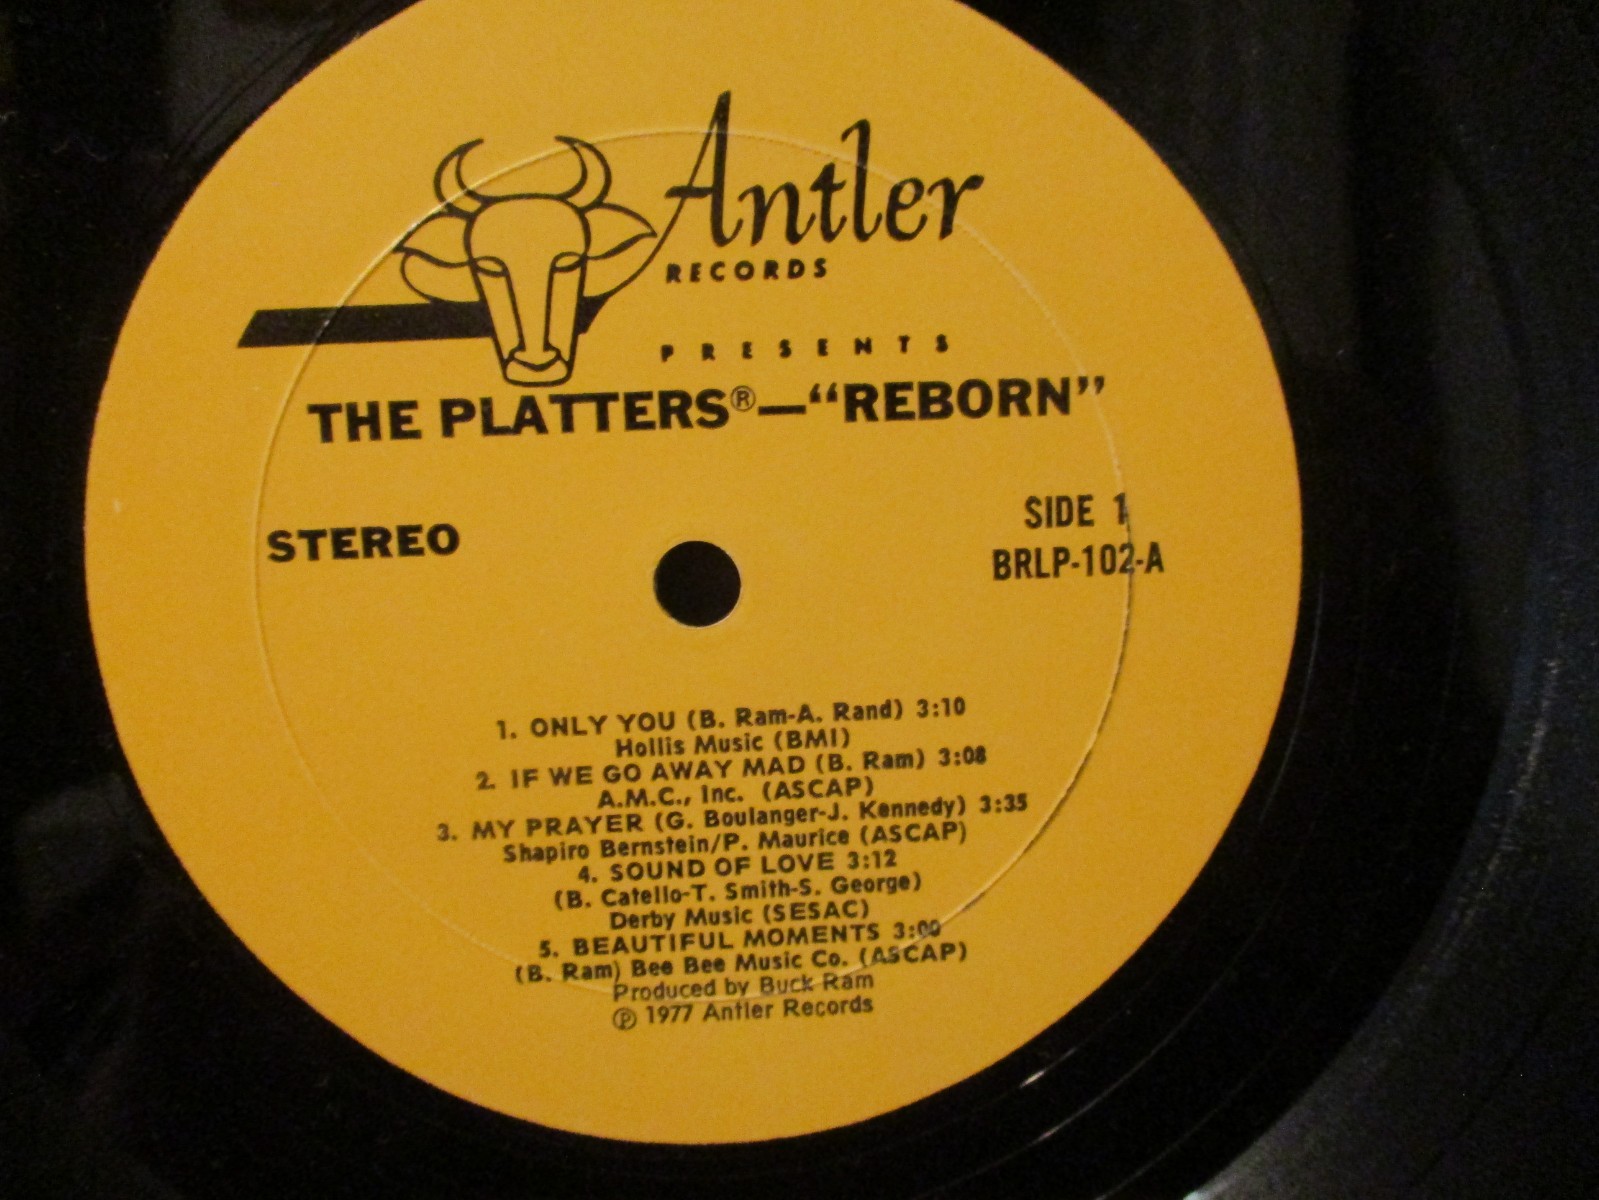 Antler
RECORDS
PRESENTS
THE PLATTERS®—“REBORN”
STEREO
SIDE 1
BRLP-102-A
1. ONLY YOU (B. Ram-A. Rand) 3:10
Hollis Music (BMI)
2. IF WE GO AWAY MAD (B. Ram) 3:08
A.M.C., Inc. (ASCAP)
3. MY PRAYER (G. Boulanger-J. Kennedy) 3:35
Shapiro Bernstein/P. Maurice (ASCAP)
4. SOUND OF LOVE 3:12
(B. Catello-T. Smith-S. George)
Derby Music (SESAC)
5. BEAUTIFUL MOMENTS 3:00
(B. Ram) Bee Bee Music Co. (ASCAP)
Produced by Buck Ram
℗ 1977 Antler Records